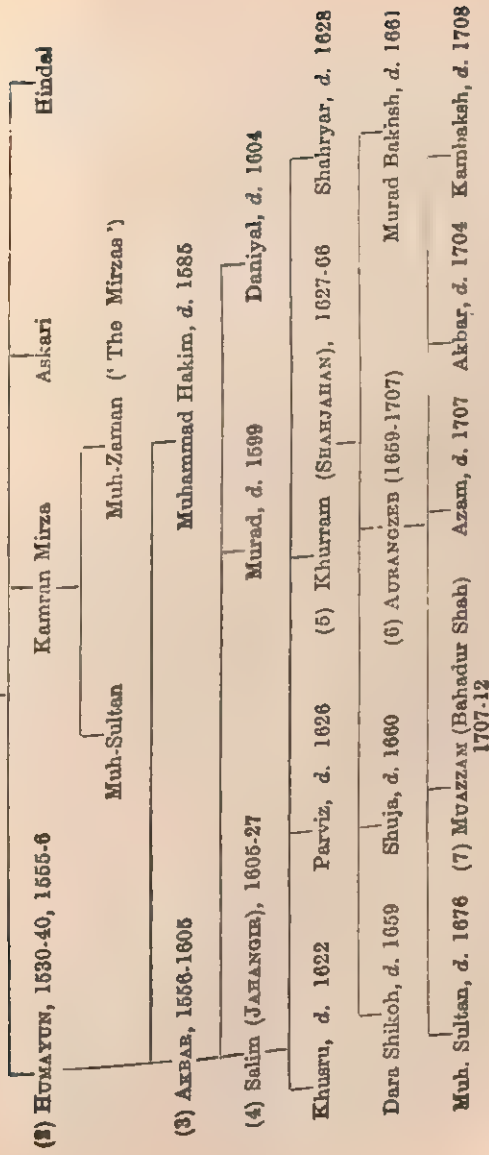 (2) HUMAYUN, 1530-40, 1555-6 Kamran Mirza Askari Hindal
Muh-Sultan Muh-Zaman (‘The Mirzas’)
(3) AKBAR, 1556-1605 Muhammad Hakim, d. 1585
(4) Salim (JAHANGIR), 1605-27 Murad, d. 1599 Daniyal, d. 1604
Khusru, d. 1622 Parviz, d. 1626 (5) Khurram (SHAHJAHAN), 1627-66 Shahryar, d. 1628
Dara Shikoh, d. 1659 Shuja, d. 1660 (6) AURANGZEB (1659-1707) Murad Bakhsh, d. 1661
Muh. Sultan, d. 1676 (7) MUAZZAM (Bahadur Shah) Azam, d. 1707 Akbar, d. 1704 Kambaksh, d. 1708
1707-12